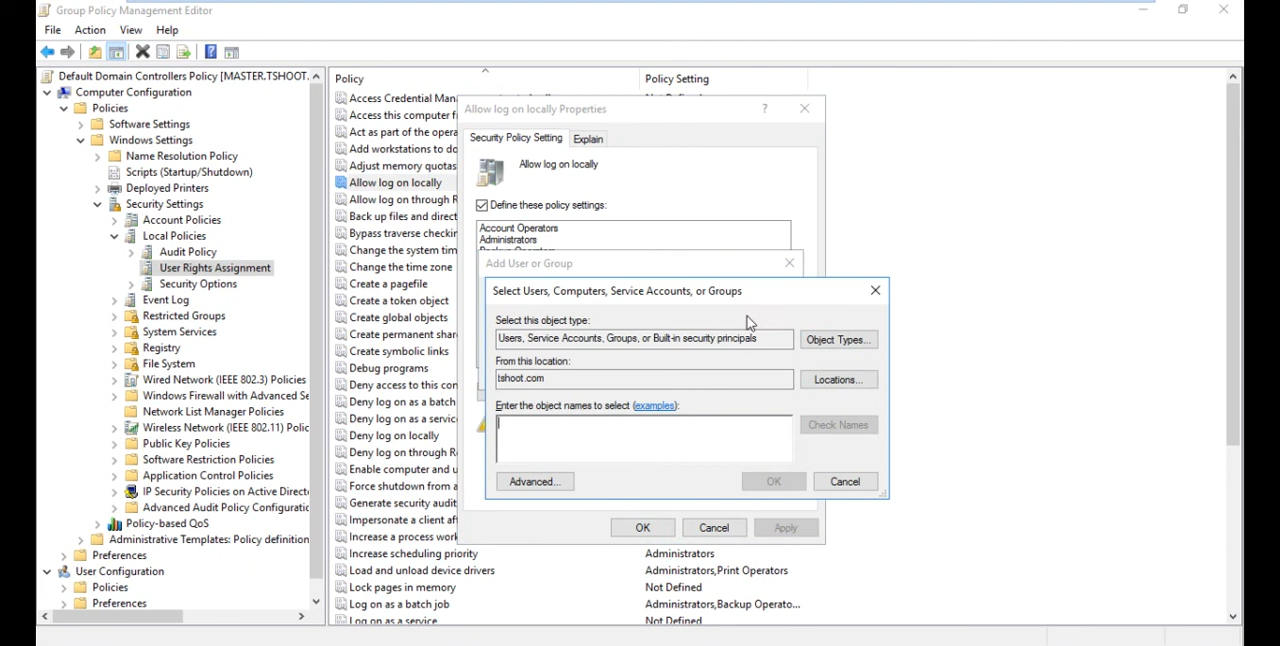 Group Policy Management Editor
File Action View Help
Default Domain Controllers Policy [MASTER.TSHOOT.
Computer Configuration
Policies
Software Settings
Windows Settings
Name Resolution Policy
Scripts (Startup/Shutdown)
Deployed Printers
Security Settings
Account Policies
Local Policies
Audit Policy
User Rights Assignment
Security Options
Event Log
Restricted Groups
System Services
Registry
File System
Wired Network (IEEE 802.3) Policies
Windows Firewall with Advanced Se
Network List Manager Policies
Wireless Network (IEEE 802.11) Polic
Public Key Policies
Software Restriction Policies
Application Control Policies
IP Security Policies on Active Direct
Advanced Audit Policy Configuratio
Policy-based QoS
Administrative Templates: Policy definition
Preferences
User Configuration
Policies
Preferences
Policy Policy Setting
Access Credential Man
Access this computer f
Act as part of the opera
Add workstations to do
Adjust memory quotas
Allow log on locally
Allow log on through R
Back up files and direct
Bypass traverse checkin
Change the system tim
Change the time zone
Create a pagefile
Create a token object
Create global objects
Create permanent shar
Create symbolic links
Debug programs
Deny access to this con
Deny log on as a batch
Deny log on as a servic
Deny log on locally
Deny log on through R
Enable computer and u
Force shutdown from a
Generate security audit
Impersonate a client aft
Increase a process work
Increase scheduling priority Administrators
Load and unload device drivers Administrators,Print Operators
Lock pages in memory Not Defined
Log on as a batch job Administrators,Backup Operato...
Log on as a service Not Defined
Allow log on locally Properties
Security Policy Setting Explain
Allow log on locally
Define these policy settings:
Account Operators
Administrators
Add User or Group
Select Users, Computers, Service Accounts, or Groups
Select this object type:
Users, Service Accounts, Groups, or Built-in security principals Object Types...
From this location:
tshoot.com Locations...
Enter the object names to select (examples):
Check Names
Advanced... OK Cancel
OK Cancel Apply